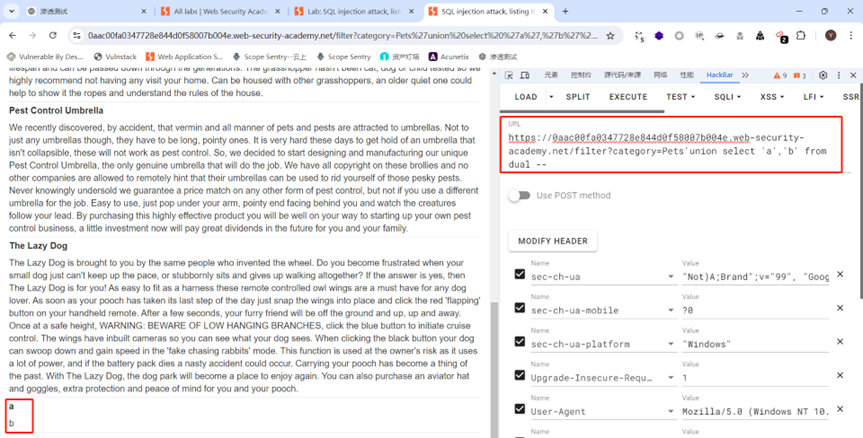 渗透测试
All labs | Web Security Acade
Lab: SQL injection attack, listi
SQL injection attack, listing th
0aac00fa0347728e844d0f58007b004e.web-security-academy.net/filter?category=Pets%27union%20select%20%27a%27,%27b%27%2...
Vulnerable By Des...
Vulnstack
Web Application S...
Scope Sentry-云上
Scope Sentry
资产灯塔
Acunetix
渗透测试
highly recommend not having any visit your home. Can be housed with other grasshoppers, an older quiet one could
help to show it the ropes and understand the rules of the house.
Pest Control Umbrella
We recently discovered, by accident, that vermin and all manner of pets and pests are attracted to umbrellas. Not to
just any umbrellas though, they have to be long, pointy ones. It is very hard these days to get hold of an umbrella that
isn't collapsible, these will not work as pest control. So, we decided to start designing and manufacturing our unique
Pest Control Umbrella, the only genuine umbrella that will do the job. We have all copyright on these brollies and no
other companies are allowed to remotely hint that their umbrellas can be used to rid yourself of those pesky pests.
Never knowingly undersold we guarantee a price match on any other form of pest control, but not if you use a different
umbrella for the job. Easy to use, just pop under your arm, pointy end facing behind you and watch the creatures
follow your lead. By purchasing this highly effective product you will be well on your way to starting up your own pest
control business, a little investment now will pay great dividends in the future for you and your family.
The Lazy Dog
The Lazy Dog is brought to you by the same people who invented the wheel. Do you become frustrated when your
small dog just can't keep up the pace, or stubbornly sits and gives up walking altogether? If the answer is yes, then
The Lazy Dog is for you! As easy to fit as a harness these remote controlled owl wings are a must have for any dog
lover. As soon as your pooch has taken its last step of the day just snap the wings into place and click the red 'flapping'
button on your handheld remote. After a few seconds, your furry friend will be off the ground and up, up and away.
Once at a safe height, WARNING: BEWARE OF LOW HANGING BRANCHES, click the blue button to initiate cruise
control. The wings have inbuilt cameras so you can see what your dog sees. When clicking the black button your dog
can swoop down and gain speed in the 'fake chasing rabbits' mode. This function is used at the owner's risk as it uses
a lot of power, and if the battery pack dies a nasty accident could occur. Carrying your pooch has become a thing of
the past. With The Lazy Dog, the dog park will become a place to enjoy again. You can also purchase an aviator hat
and goggles, extra protection and peace of mind for you and your pooch.
a
b
元素
控制台
源代码/来源
网络
性能
HackBar
9
8
LOAD
SPLIT
EXECUTE
TEST
SQLI
XSS
LFI
SSR
URL
https://0aac00fa0347728e844d0f58007b004e.web-security-
academy.net/filter?category=Pets'union select 'a','b' from
dual --
Use POST method
MODIFY HEADER
Name
Value
sec-ch-ua
"Not)A;Brand";v="99", "Goog
Name
Value
sec-ch-ua-mobile
?0
Name
Value
sec-ch-ua-platform
"Windows"
Name
Value
Upgrade-Insecure-Requ...
1
Name
Value
User-Agent
Mozilla/5.0 (Windows NT 10.
Name
Value